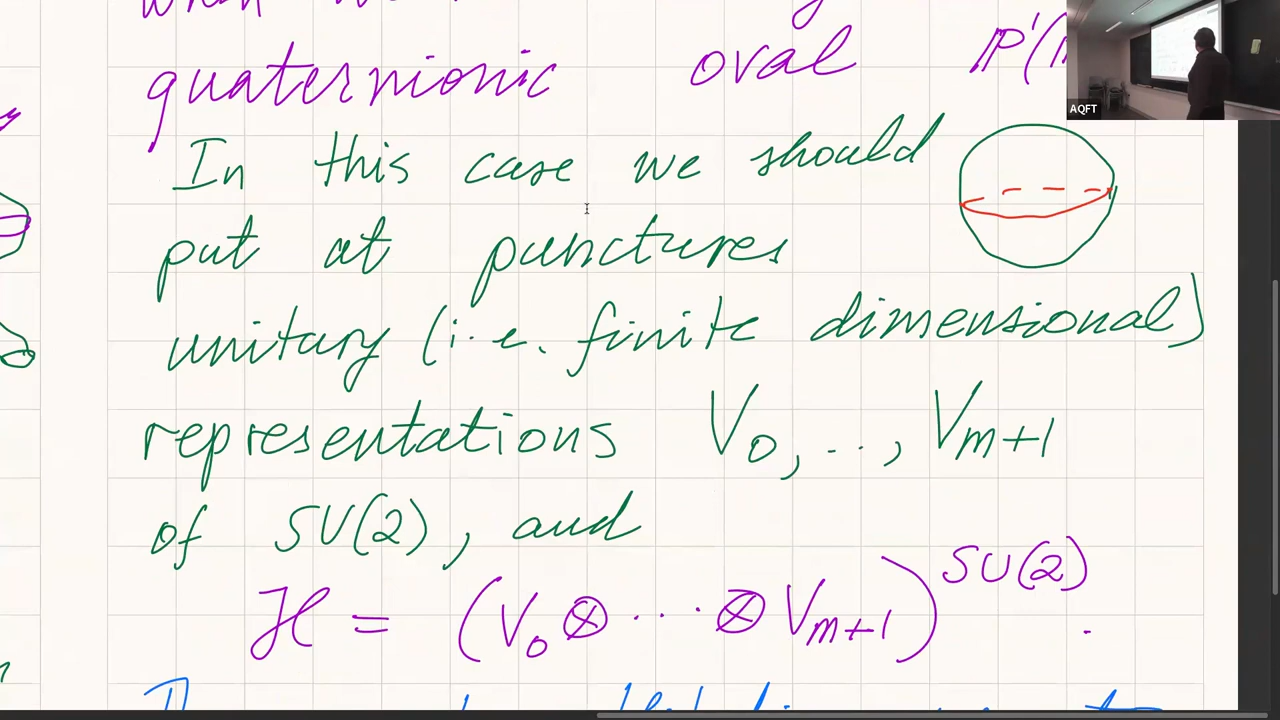 AQFT
quaternionic oval
In this case we should
put at punctures
unitary (i.e. finite dimensional)
representations V₀, ..., Vₘ₊₁
of SU(2), and
ℋ = (V₀ ⊗ ··· ⊗ Vₘ₊₁)^SU(2) .